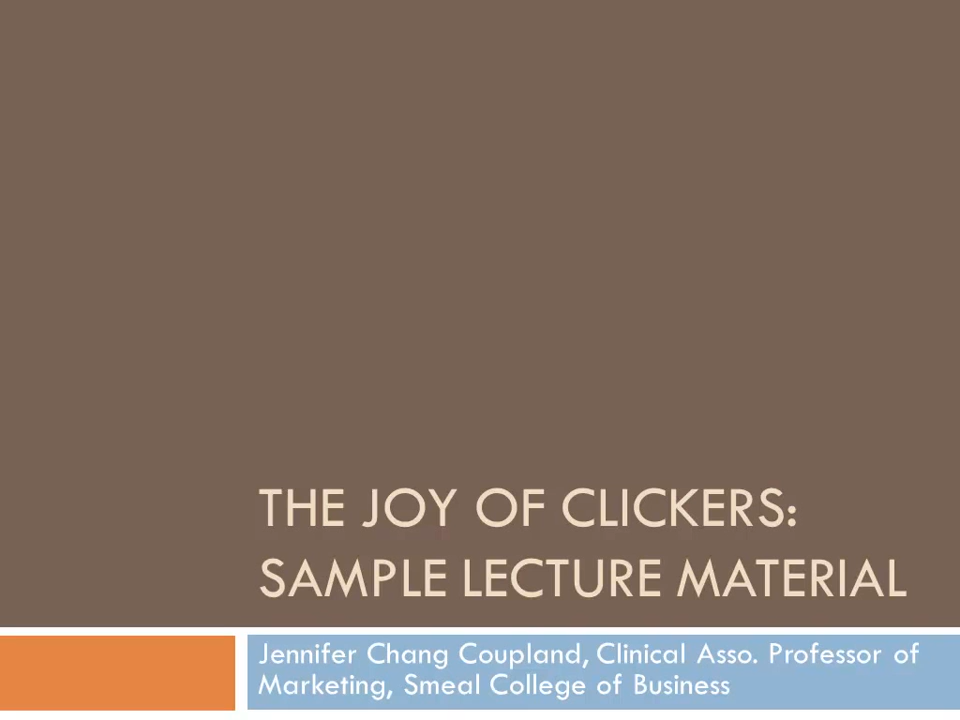 THE JOY OF CLICKERS:
SAMPLE LECTURE MATERIAL
Jennifer Chang Coupland, Clinical Asso. Professor of
Marketing, Smeal College of Business